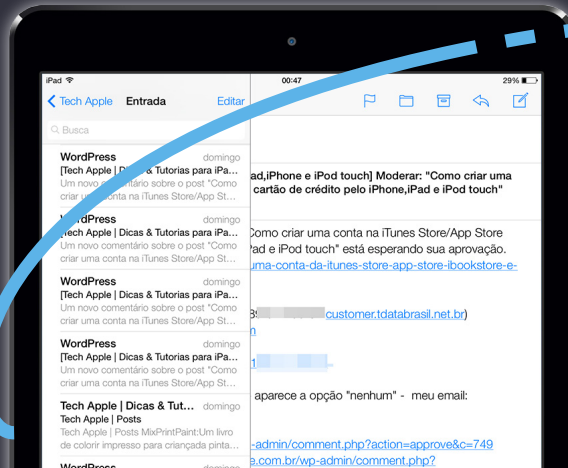 iPad
00:47
29%
Tech Apple
Entrada
Editar
Busca
WordPress domingo
[Tech Apple | Dicas & Tutorias para iPa...
Um novo comentário sobre o post "Como
criar uma conta na iTunes Store/App St...
WordPress domingo
[Tech Apple | Dicas & Tutorias para iPa...
Um novo comentário sobre o post "Como
criar uma conta na iTunes Store/App St...
WordPress domingo
[Tech Apple | Dicas & Tutorias para iPa...
Um novo comentário sobre o post "Como
criar uma conta na iTunes Store/App St...
WordPress domingo
[Tech Apple | Dicas & Tutorias para iPa...
Um novo comentário sobre o post "Como
criar uma conta na iTunes Store/App St...
Tech Apple | Dicas & Tut... domingo
Tech Apple | Posts
Tech Apple | Posts MixPrintPaint:Um livro
de colorir impresso para criançada pinta...
WordPress domingo
ad,iPhone e iPod touch] Moderar: "Como criar uma
cartão de crédito pelo iPhone,iPad e iPod touch"
Como criar uma conta na iTunes Store/App Store
Pad e iPod touch" está esperando sua aprovação.
uma-conta-da-itunes-store-app-store-ibookstore-e-
customer.tdatabrasil.net.br)
aparece a opção "nenhum" - meu email:
-admin/comment.php?action=approve&c=749
e.com.br/wp-admin/comment.php?